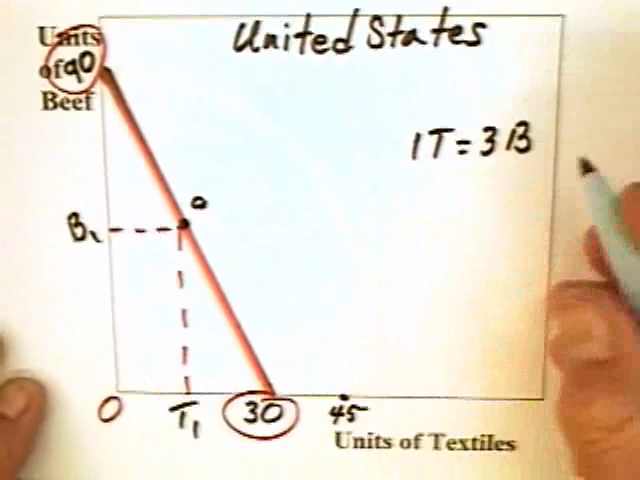 United States
Units
of 90
Beef
1T = 3B
a
B1
0
T1
30
45
Units of Textiles